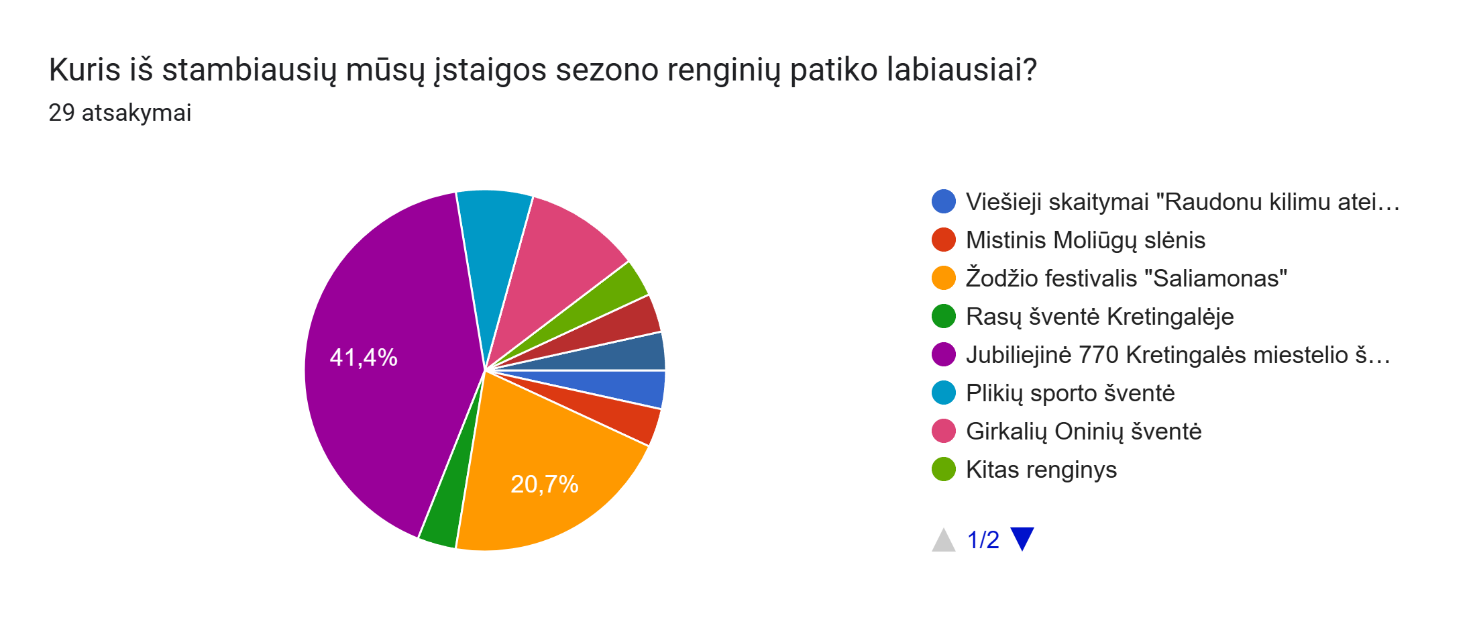 Kuris iš stambiausių mūsų įstaigos sezono renginių patiko labiausiai?
29 atsakymai
41,4%
20,7%
Viešieji skaitymai "Raudonu kilimu atei…
Mistinis Moliūgų slėnis
Žodžio festivalis "Saliamonas"
Rasų šventė Kretingalėje
Jubiliejinė 770 Kretingalės miestelio š…
Plikių sporto šventė
Girkalių Oninių šventė
Kitas renginys
1/2